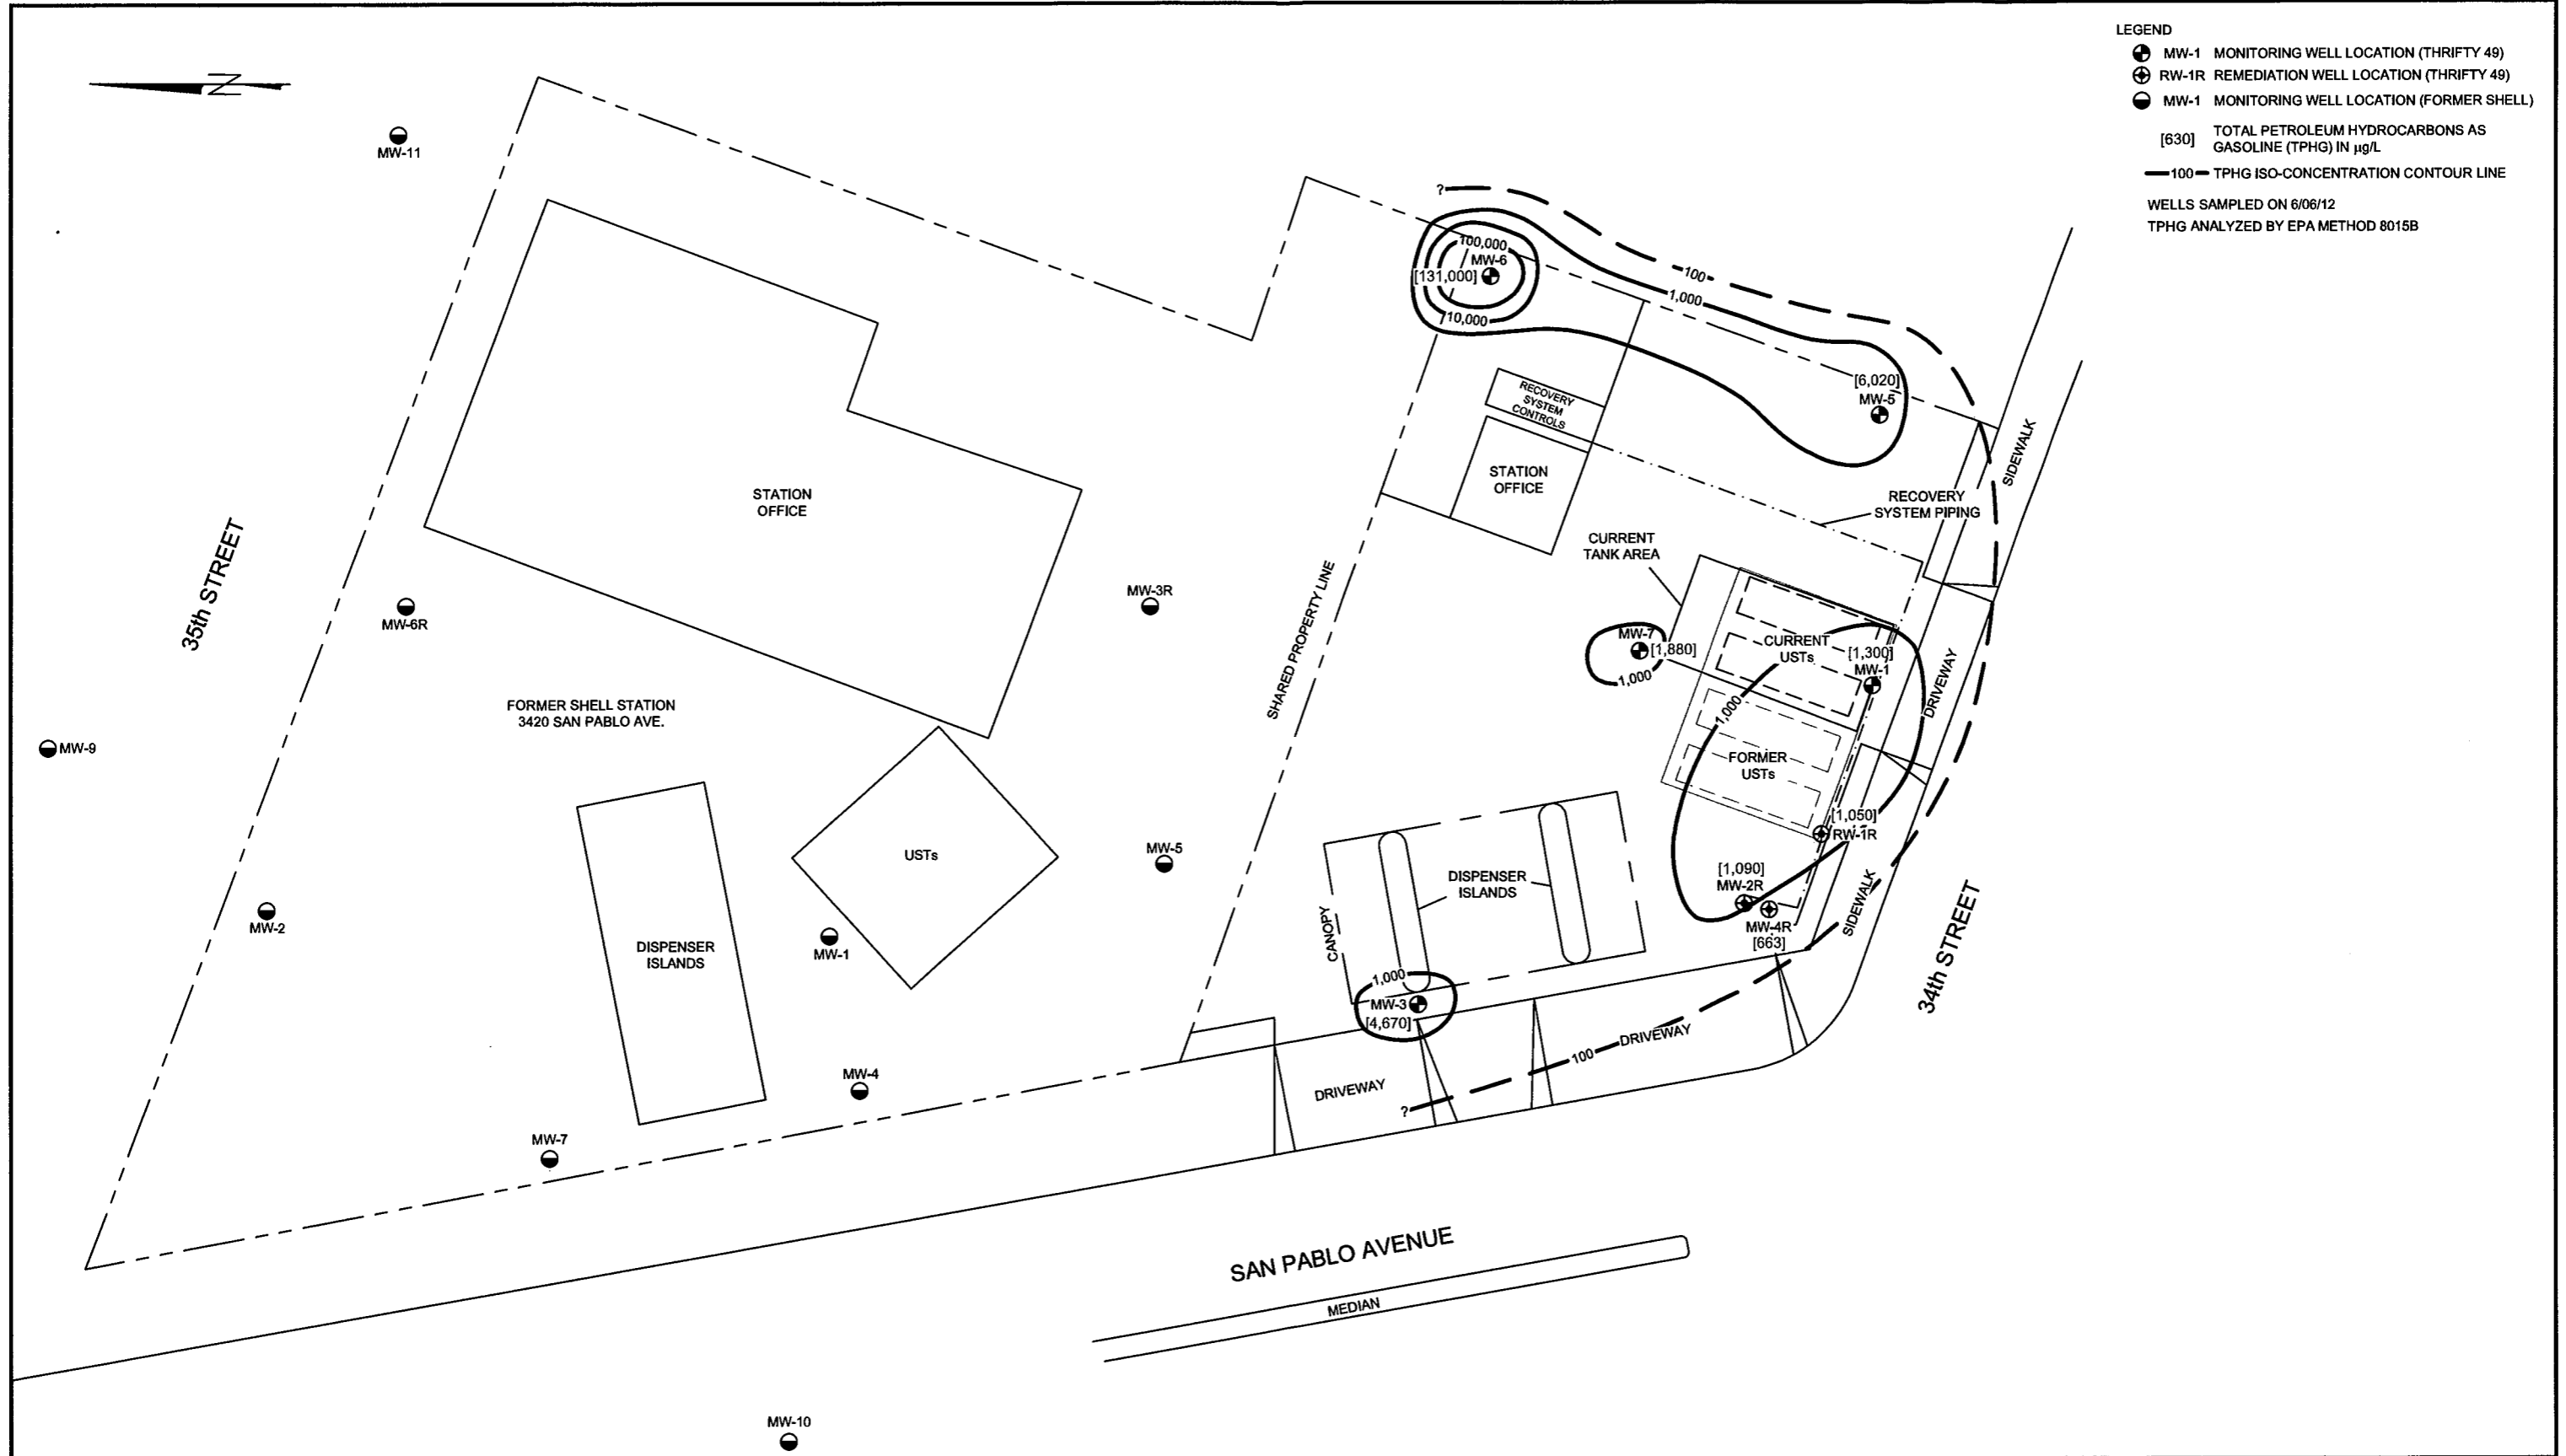 LEGEND
MW-1 MONITORING WELL LOCATION (THRIFTY 49)
RW-1R REMEDIATION WELL LOCATION (THRIFTY 49)
MW-1 MONITORING WELL LOCATION (FORMER SHELL)
[630] TOTAL PETROLEUM HYDROCARBONS AS
GASOLINE (TPHG) IN µg/L
100 TPHG ISO-CONCENTRATION CONTOUR LINE
WELLS SAMPLED ON 6/06/12
TPHG ANALYZED BY EPA METHOD 8015B
N
MW-11
?
100,000
MW-6
[131,000]
10,000
100
1,000
[6,020]
MW-5
RECOVERY
SYSTEM
CONTROLS
STATION
OFFICE
SIDEWALK
RECOVERY
SYSTEM PIPING
STATION
OFFICE
CURRENT
TANK AREA
35th STREET
MW-6R
MW-3R
SHARED PROPERTY LINE
MW-7
[1,880]
1,000
CURRENT
USTs
[1,300]
MW-1
DRIVEWAY
1,000
FORMER SHELL STATION
3420 SAN PABLO AVE.
MW-9
FORMER
USTs
[1,050]
RW-1R
USTs
MW-5
DISPENSER
ISLANDS
[1,090]
MW-2R
MW-4R
[663]
SIDEWALK
34th STREET
CANOPY
MW-2
MW-1
DISPENSER
ISLANDS
1,000
MW-3
[4,670]
DRIVEWAY
100
DRIVEWAY
?
MW-4
MW-7
SAN PABLO AVENUE
MEDIAN
MW-10